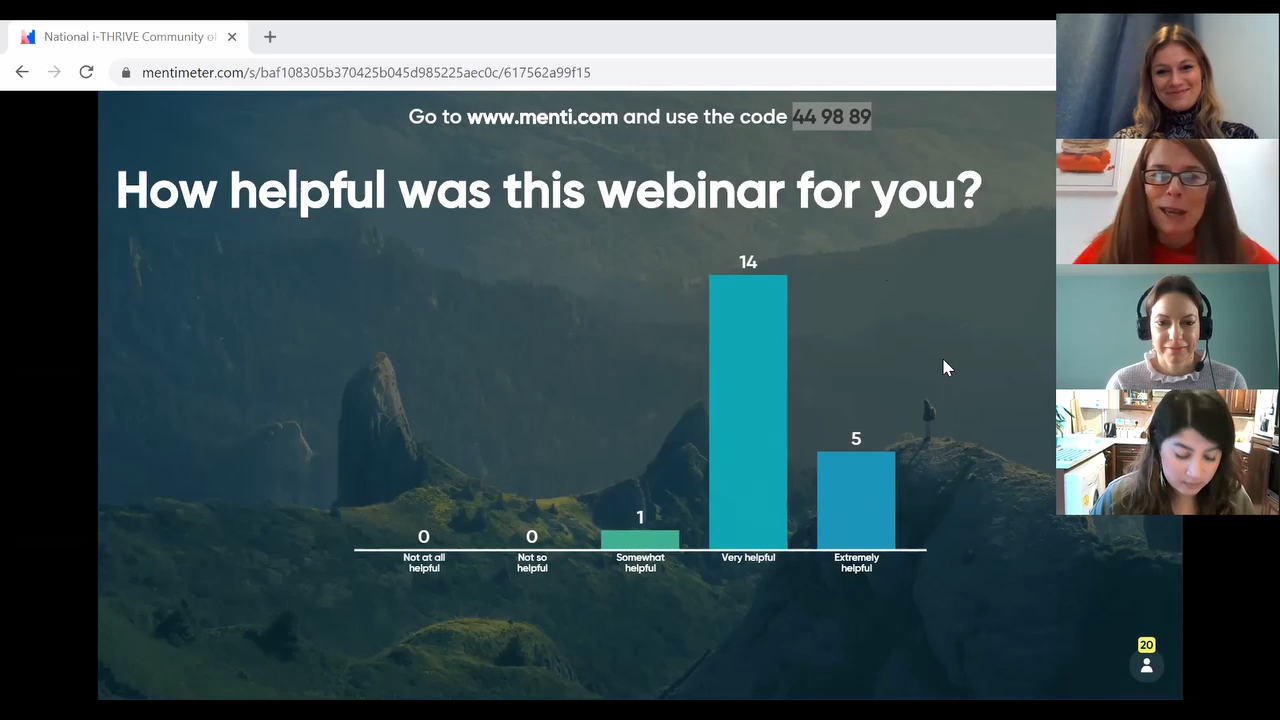 National i-THRIVE Community of
mentimeter.com/s/baf108305b370425b045d985225aec0c/617562a99f15
Go to www.menti.com and use the code 44 98 89
How helpful was this webinar for you?
14
5
1
0
0
Not at all
helpful
Not so
helpful
Somewhat
helpful
Very helpful
Extremely
helpful
20